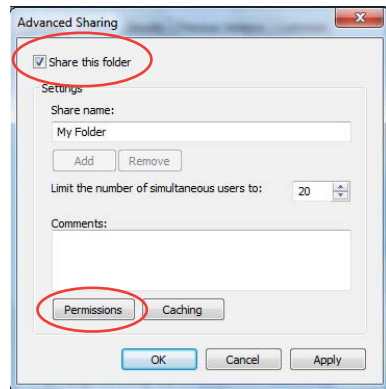 Advanced Sharing
Share this folder
Settings
Share name:
My Folder
Add Remove
Limit the number of simultaneous users to: 20
Comments:
Permissions Caching
OK Cancel Apply